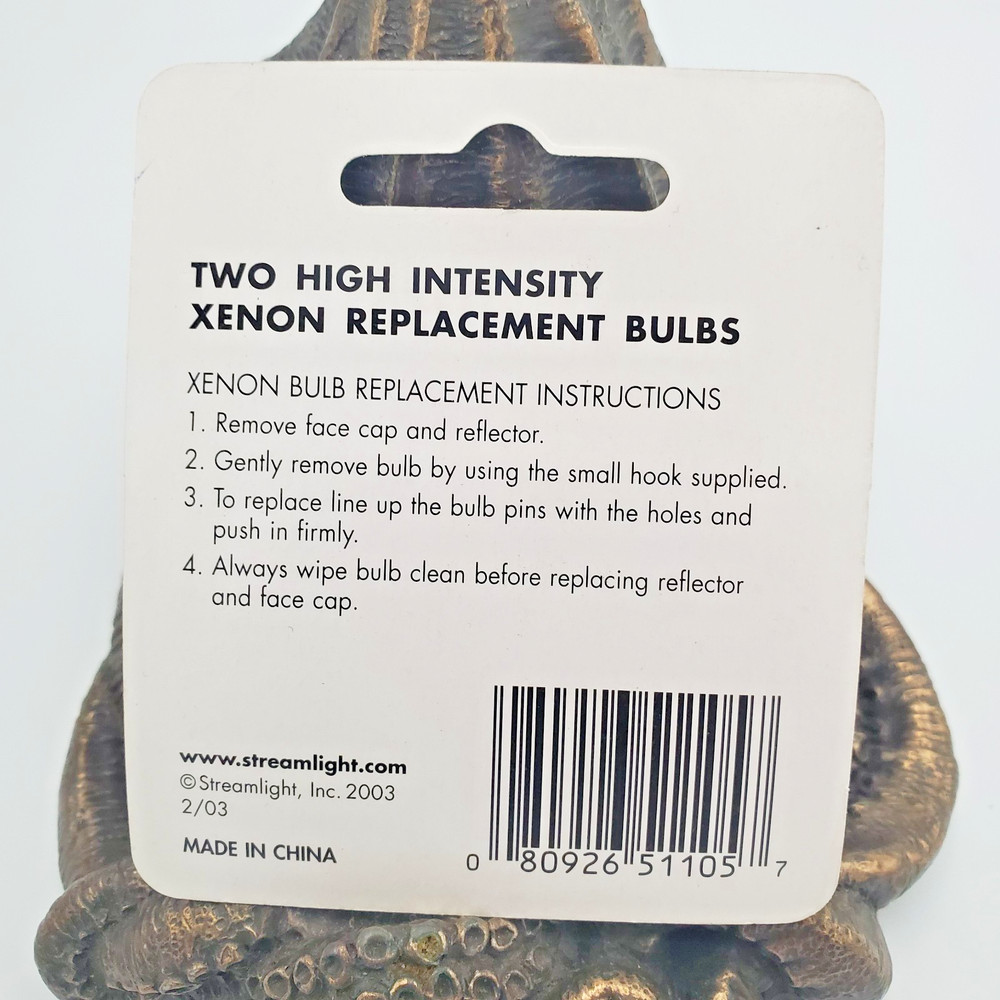 TWO HIGH INTENSITY
XENON REPLACEMENT BULBS
XENON BULB REPLACEMENT INSTRUCTIONS
1. Remove face cap and reflector.
2. Gently remove bulb by using the small hook supplied.
3. To replace line up the bulb pins with the holes and
push in firmly.
4. Always wipe bulb clean before replacing reflector
and face cap.
www.streamlight.com
©Streamlight, Inc. 2003
2/03
MADE IN CHINA
0 80926 51105 7